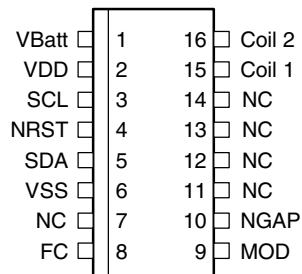 VBatt 1 16 Coil 2
VDD 2 15 Coil 1
SCL 3 14 NC
NRST 4 13 NC
SDA 5 12 NC
VSS 6 11 NC
NC 7 10 NGAP
FC 8 9 MOD